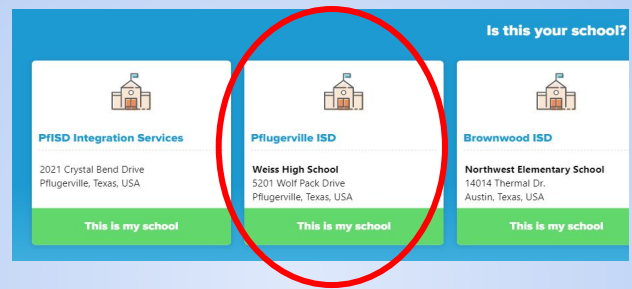 Is this your school?
PfISD Integration Services
2021 Crystal Bend Drive
Pflugerville, Texas, USA
This is my school
Pflugerville ISD
Weiss High School
5201 Wolf Pack Drive
Pflugerville, Texas, USA
This is my school
Brownwood ISD
Northwest Elementary School
14014 Thermal Dr.
Austin, Texas, USA
This is my school